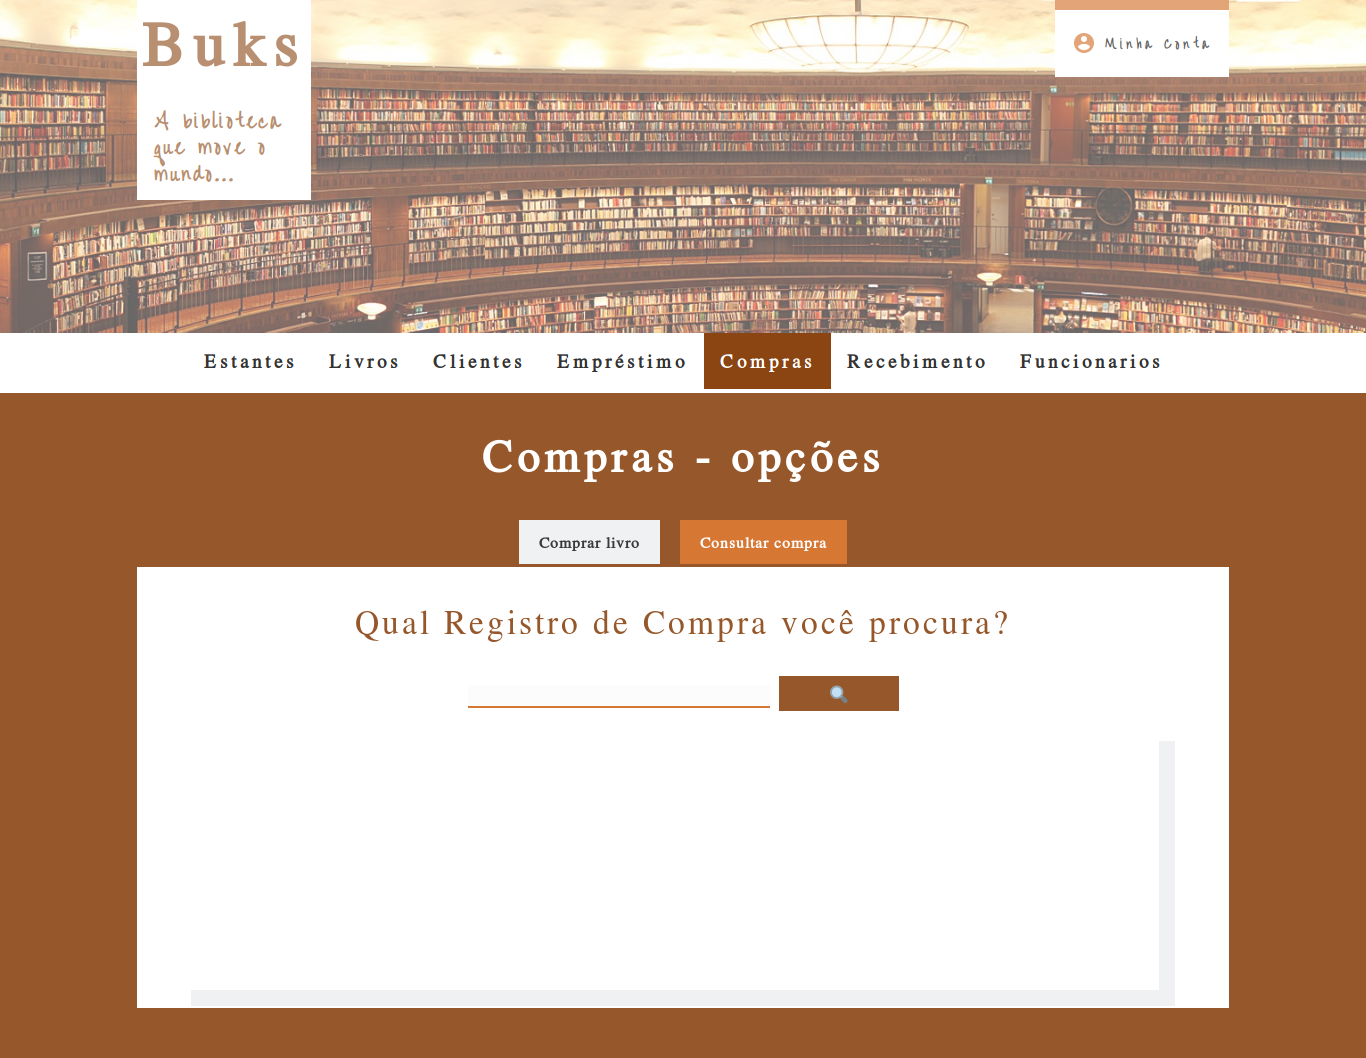 Buks
A biblioteca
que move o
mundo...
Minha conta
Estantes Livros Clientes Empréstimo Compras Recebimento Funcionarios
Compras - opções
Comprar livro Consultar compra
Qual Registro de Compra você procura?